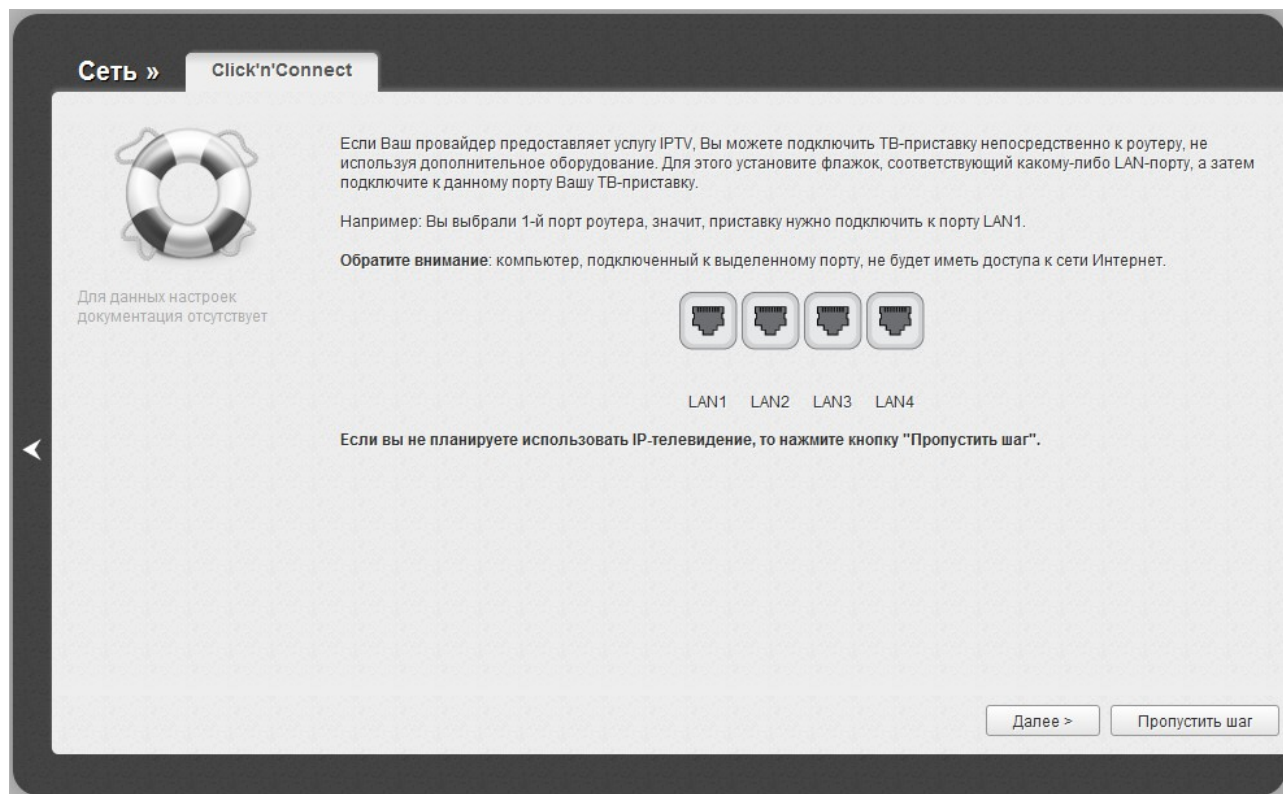 Сеть » Click'n'Connect
Если Ваш провайдер предоставляет услугу IPTV, Вы можете подключить ТВ-приставку непосредственно к роутеру, не
используя дополнительное оборудование. Для этого установите флажок, соответствующий какому-либо LAN-порту, а затем
подключите к данному порту Вашу ТВ-приставку.
Например: Вы выбрали 1-й порт роутера, значит, приставку нужно подключить к порту LAN1.
Обратите внимание: компьютер, подключенный к выделенному порту, не будет иметь доступа к сети Интернет.
Для данных настроек
документация отсутствует
LAN1 LAN2 LAN3 LAN4
Если вы не планируете использовать IP-телевидение, то нажмите кнопку "Пропустить шаг".
Далее > Пропустить шаг